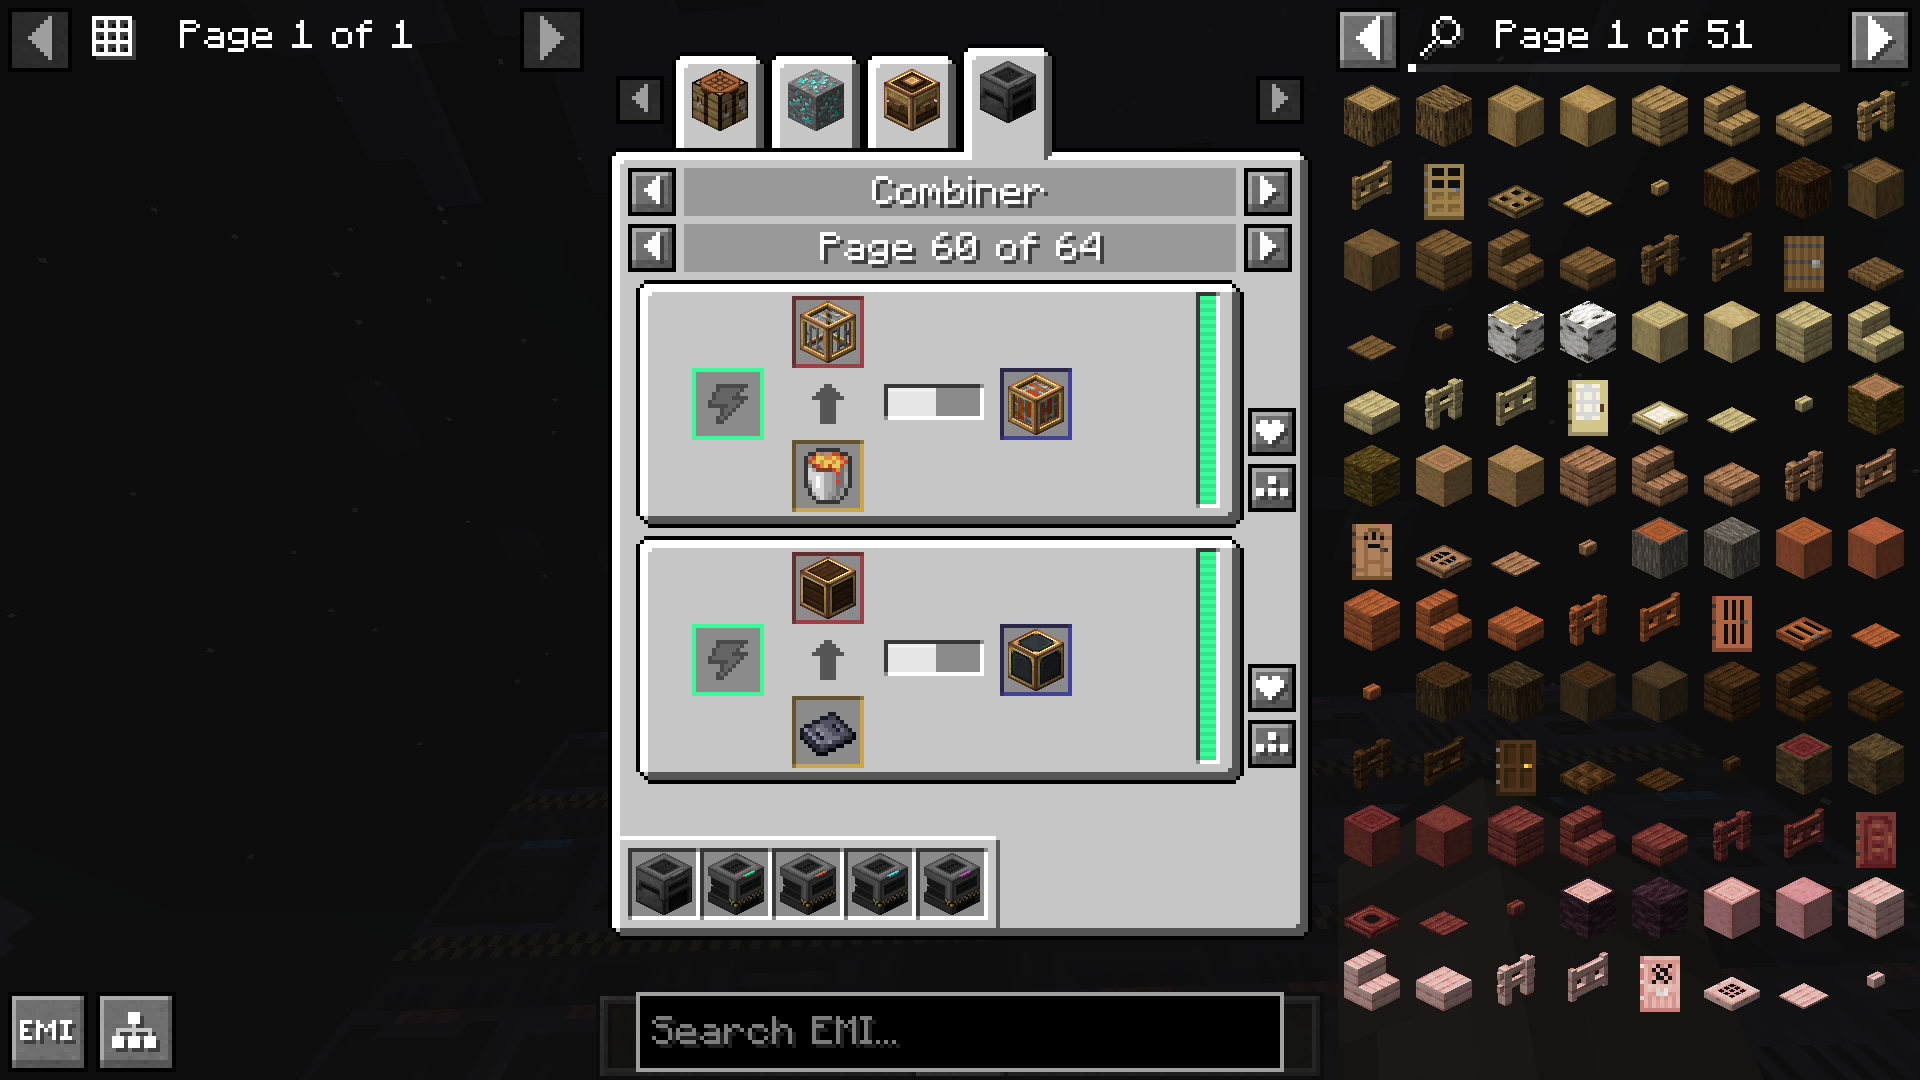 Page 1 of 1
Page 1 of 51
Combiner
Page 60 of 64
EMI
Search EMI...